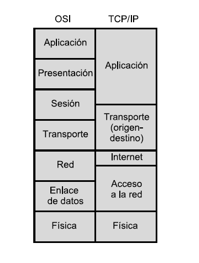 OSI
TCP/IP
Aplicación
Presentación
Sesión
Transporte
Red
Enlace
de datos
Física
Aplicación
Transporte
(origen-
destino)
Internet
Acceso
a la red
Física